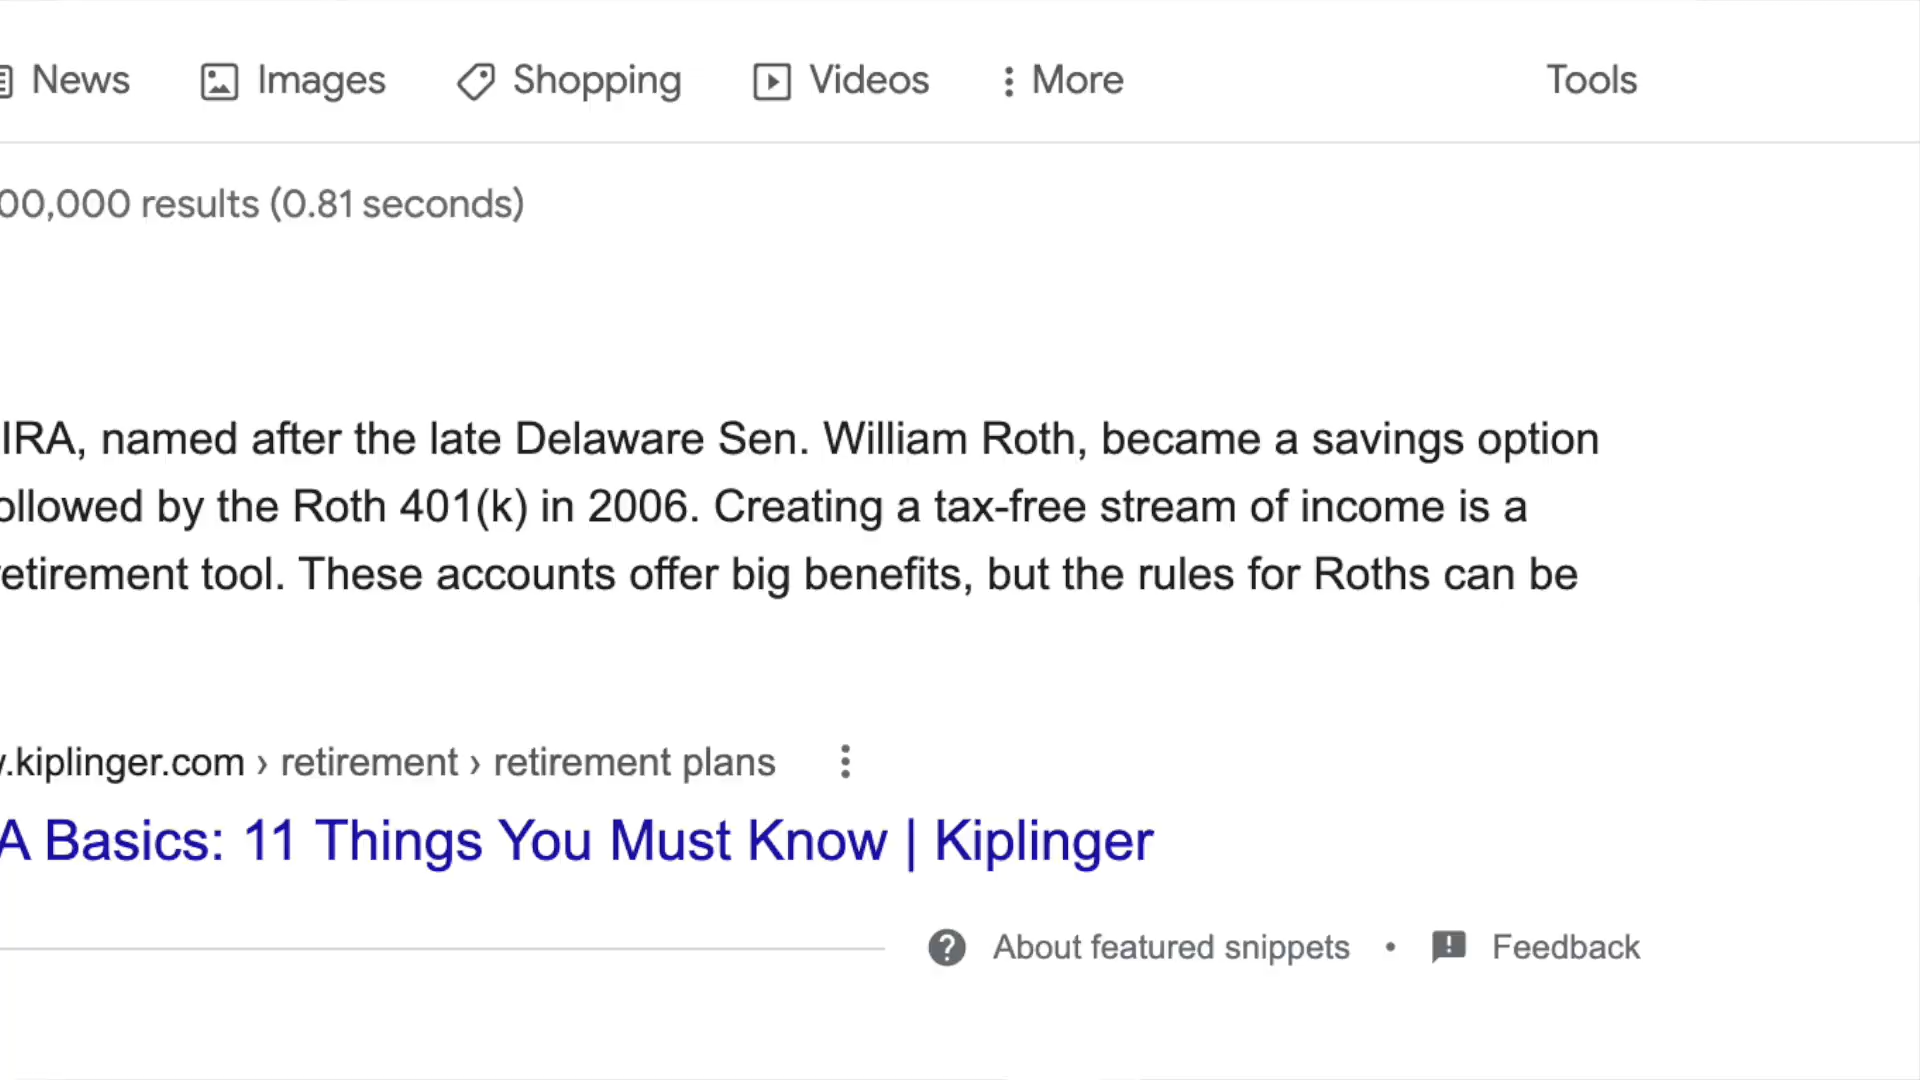 News Images Shopping Videos More Tools
00,000 results (0.81 seconds)
IRA, named after the late Delaware Sen. William Roth, became a savings option
ollowed by the Roth 401(k) in 2006. Creating a tax-free stream of income is a
retirement tool. These accounts offer big benefits, but the rules for Roths can be
.kiplinger.com › retirement › retirement plans
A Basics: 11 Things You Must Know | Kiplinger
About featured snippets • Feedback